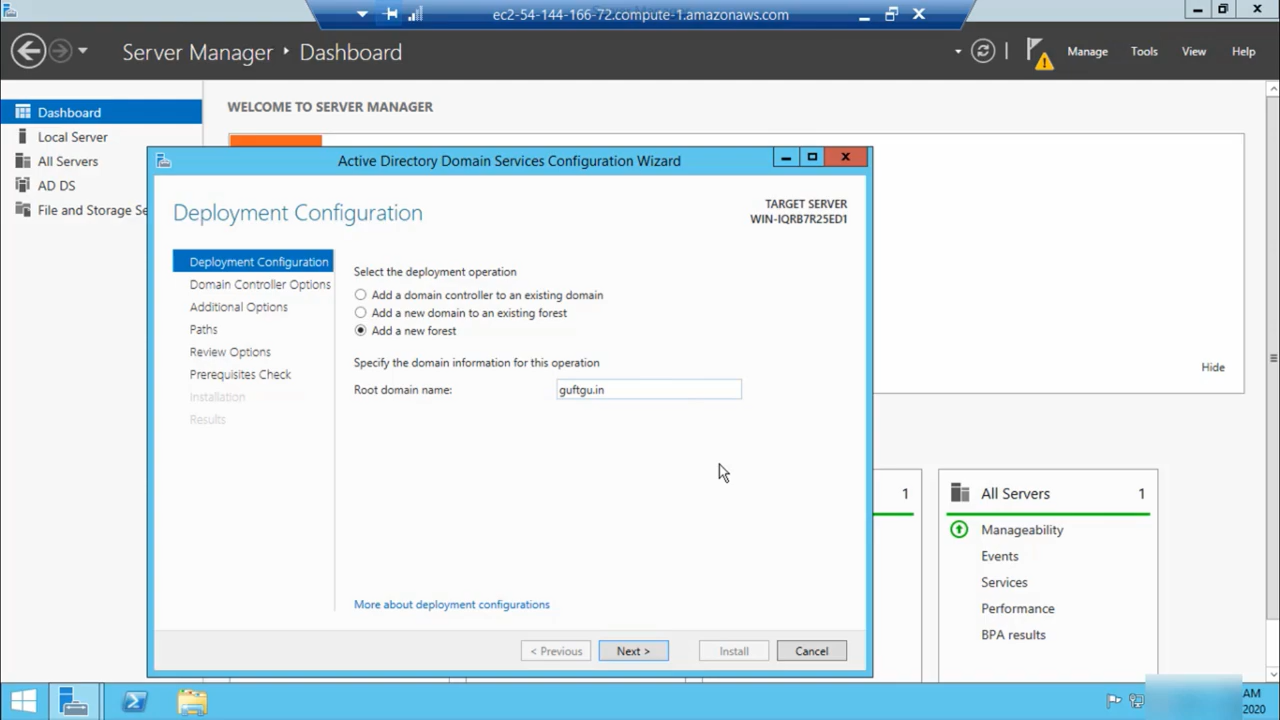 ec2-54-144-166-72.compute-1.amazonaws.com
Server Manager ‣ Dashboard
Manage Tools View Help
Dashboard
Local Server
All Servers
AD DS
File and Storage Se
WELCOME TO SERVER MANAGER
Active Directory Domain Services Configuration Wizard
Deployment Configuration
TARGET SERVER
WIN-IQRB7R25ED1
Deployment Configuration
Domain Controller Options
Additional Options
Paths
Review Options
Prerequisites Check
Installation
Results
Select the deployment operation
Add a domain controller to an existing domain
Add a new domain to an existing forest
Add a new forest
Specify the domain information for this operation
Root domain name: guftgu.in
More about deployment configurations
< Previous Next > Install Cancel
Hide
1
All Servers 1
Manageability
Events
Services
Performance
BPA results
AM
2020